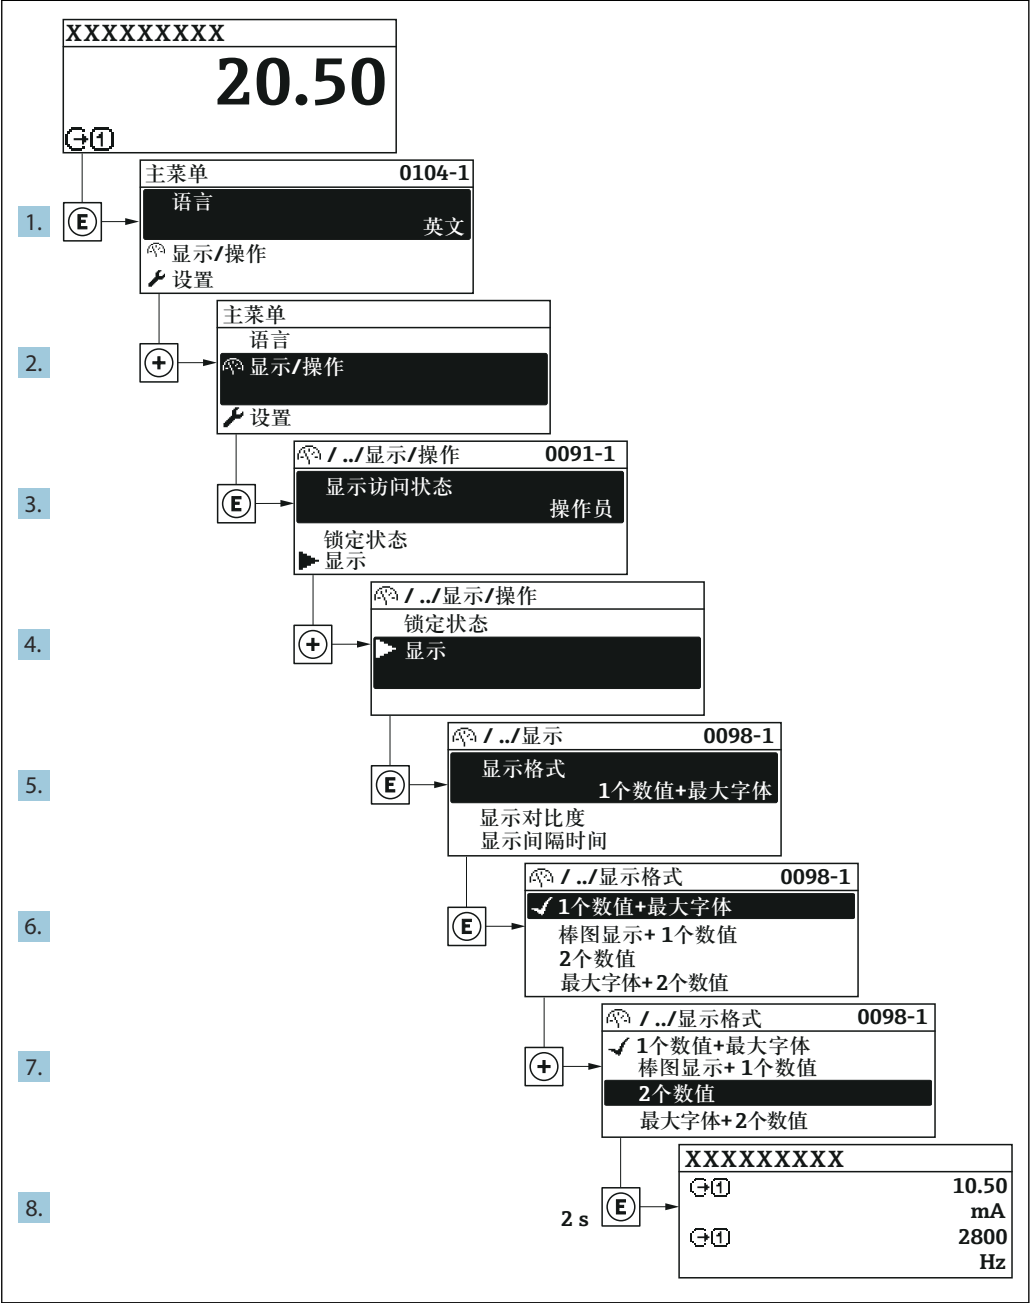 XXXXXXXXX
20.50
1
主菜单 0104-1
语言
英文
显示/操作
设置
1. E
主菜单
语言
显示/操作
设置
2. +
/ ../显示/操作 0091-1
显示访问状态
操作员
锁定状态
显示
3. E
/ ../显示/操作
锁定状态
显示
4. +
/ ../显示 0098-1
显示格式
1个数值+最大字体
显示对比度
显示间隔时间
5. E
/ ../显示格式 0098-1
1个数值+最大字体
棒图显示+ 1个数值
2个数值
最大字体+2个数值
6. E
/ ../显示格式 0098-1
1个数值+最大字体
棒图显示+ 1个数值
2个数值
最大字体+2个数值
7. +
XXXXXXXXX
1 10.50
mA
1 2800
Hz
8. 2 s E